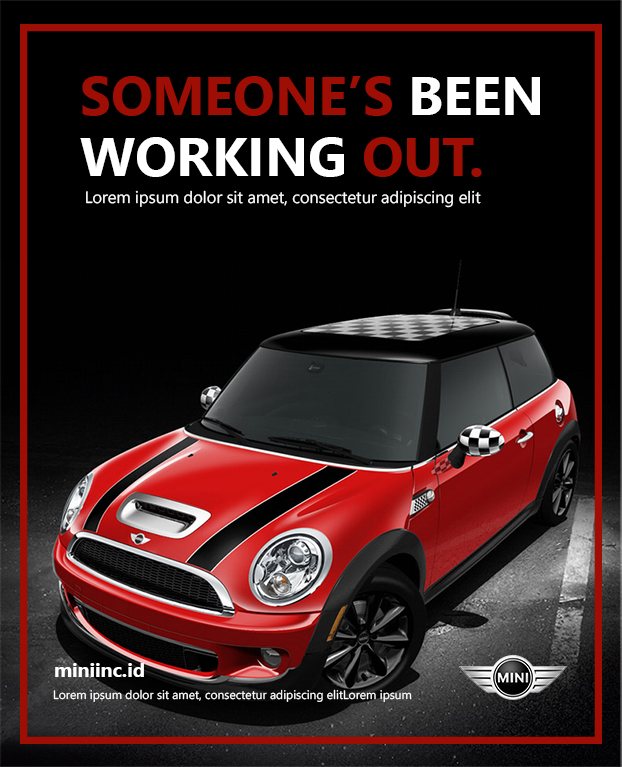 SOMEONE’S BEEN
WORKING OUT.
Lorem ipsum dolor sit amet, consectetur adipiscing elit
miniinc.id
Lorem ipsum dolor sit amet, consectetur adipiscing elitLorem ipsum
MINI